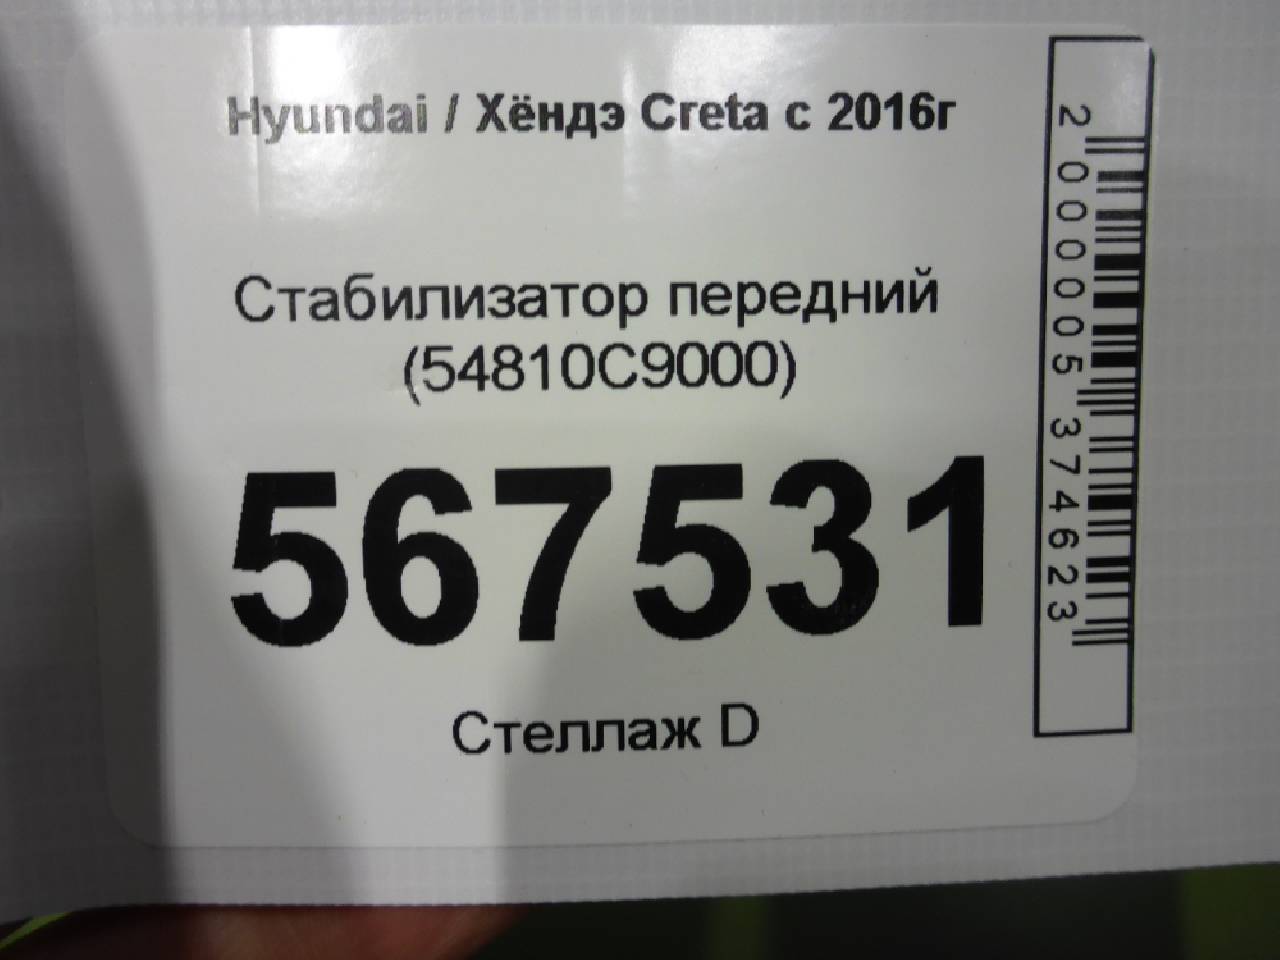 Hyundai / Хёндэ Creta с 2016г
Стабилизатор передний
(54810C9000)
567531
Стеллаж D
2000005374623